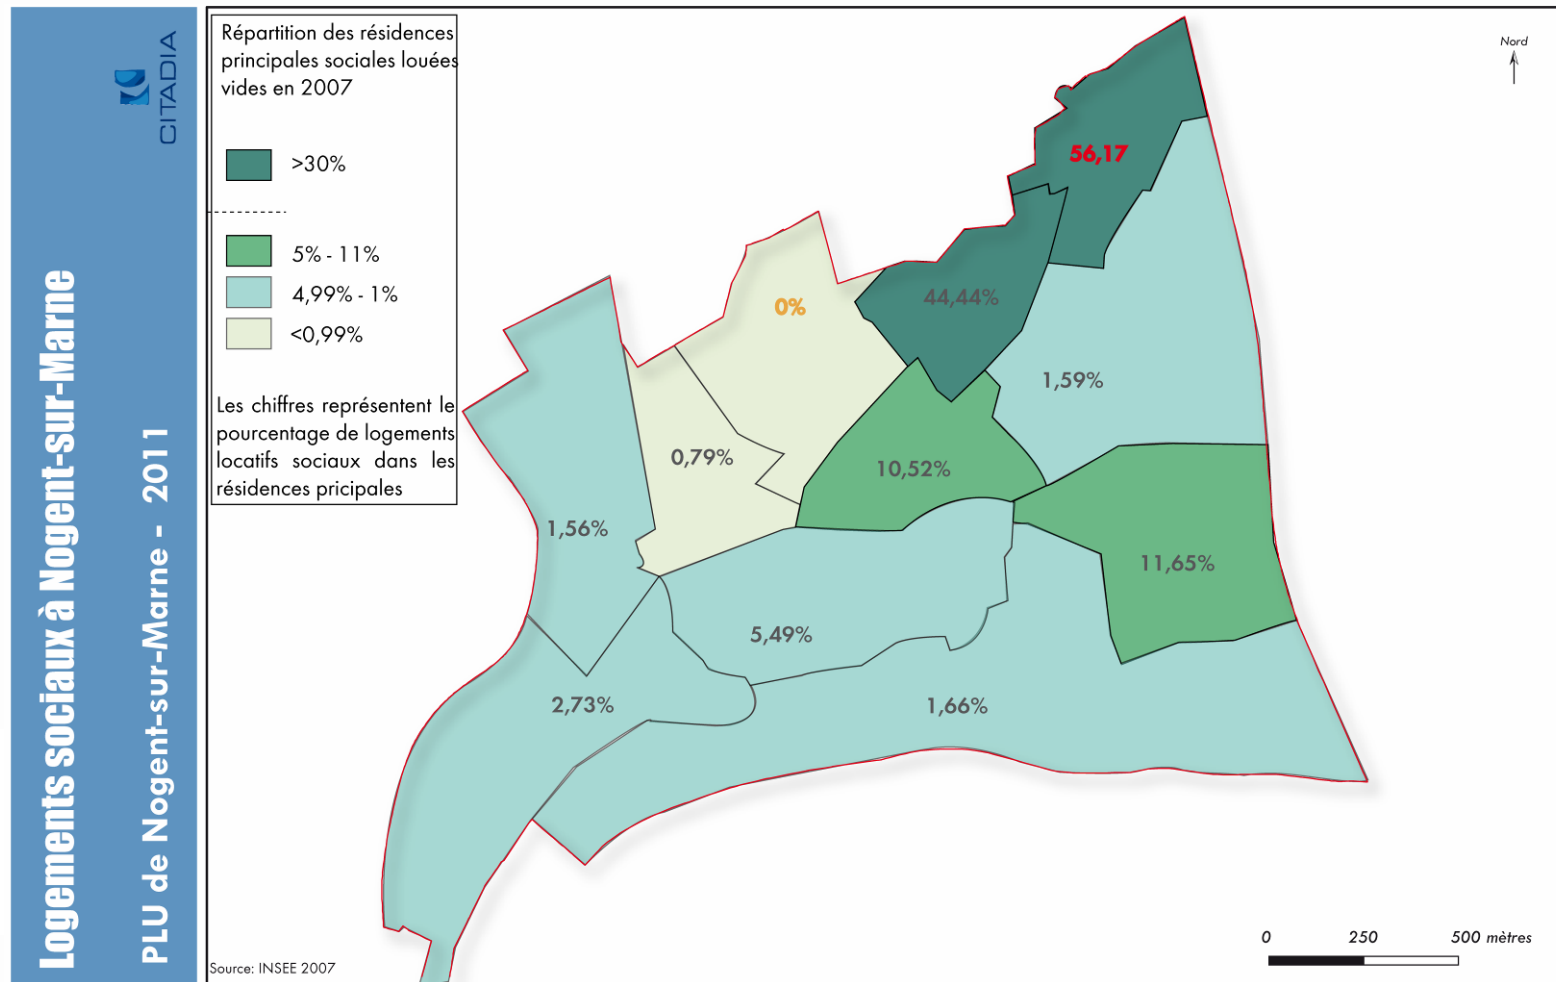 Logements sociaux à Nogent-sur-Marne
PLU de Nogent-sur-Marne - 2011
CITADIA
Répartition des résidences
principales sociales louées
vides en 2007
>30%
5% - 11%
4,99% - 1%
<0,99%
Les chiffres représentent le
pourcentage de logements
locatifs sociaux dans les
résidences pricipales
Nord
56,17
44,44%
0%
1,59%
0,79%
10,52%
1,56%
11,65%
5,49%
2,73%
1,66%
0 250 500 mètres
Source: INSEE 2007